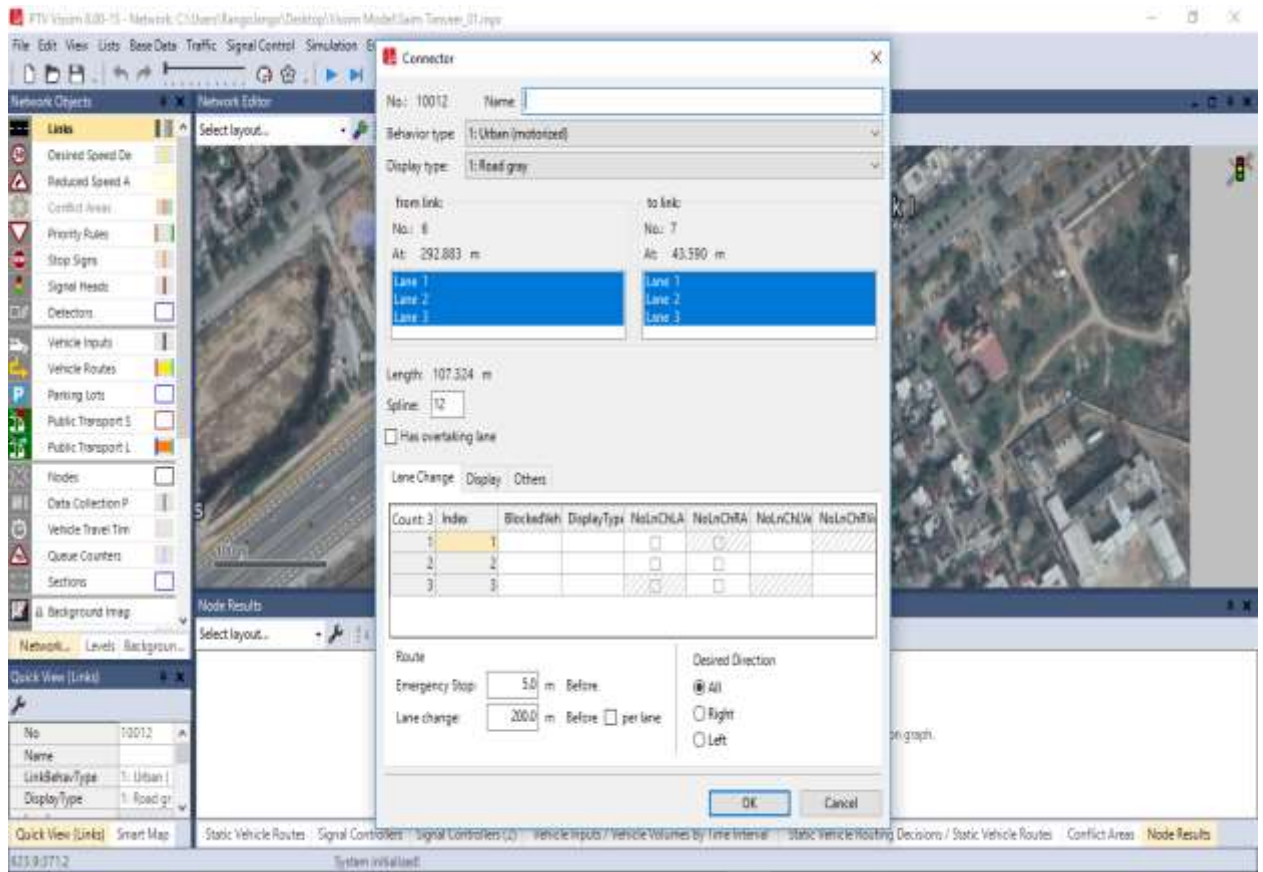 PTV Vissim 8.00-15 - Network: C:\Users\Rangolango\Desktop\Vissim Model\Saim Tanveer_01.inpx
File Edit View Lists Base Data Traffic Signal Control Simulation
Network Objects
Links
Desired Speed De
Reduced Speed A
Conflict Areas
Priority Rules
Stop Signs
Signal Heads
Detectors
Vehicle Inputs
Vehicle Routes
Parking Lots
Public Transport S
Public Transport L
Nodes
Data Collection P
Vehicle Travel Tim
Queue Counters
Sections
Background Imag
Network... Levels Backgroun...
Quick View (Links)
No 10012
Name
LinkBehavType 1: Urban (
DisplayType 1: Road gr
Quick View (Links) Smart Map
Network Editor
Select layout...
Connector
No.: 10012 Name:
Behavior type: 1: Urban (motorized)
Display type: 1: Road gray
from link: to link:
No.: 6 No.: 7
At: 292.883 m At: 43.590 m
Lane 1 Lane 1
Lane 2 Lane 2
Lane 3 Lane 3
Length: 107.324 m
Spline: 12
Has overtaking lane
Lane Change Display Others
Count: 3 Index BlockedVeh DisplayType NoLnChLA NoLnChRA NoLnChLVe NoLnChRVe
1 1
2 2
3 3
Route
Emergency Stop: 5.0 m Before
Lane change: 200.0 m Before per lane
Desired Direction
All
Right
Left
OK Cancel
Node Results
Select layout...
on graph.
Static Vehicle Routes Signal Controllers Signal Controllers (2) Vehicle Inputs / Vehicle Volumes by Time Interval Static Vehicle Routing Decisions / Static Vehicle Routes Conflict Areas Node Results
623.9:371.2 System initialized!